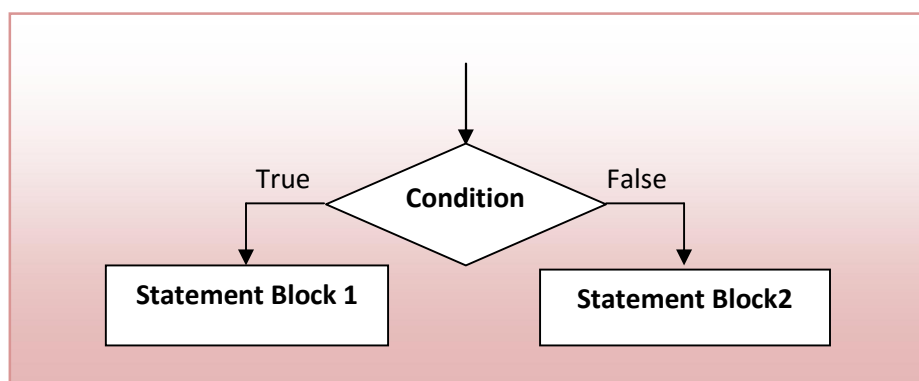 True
False
Condition
Statement Block 1
Statement Block2